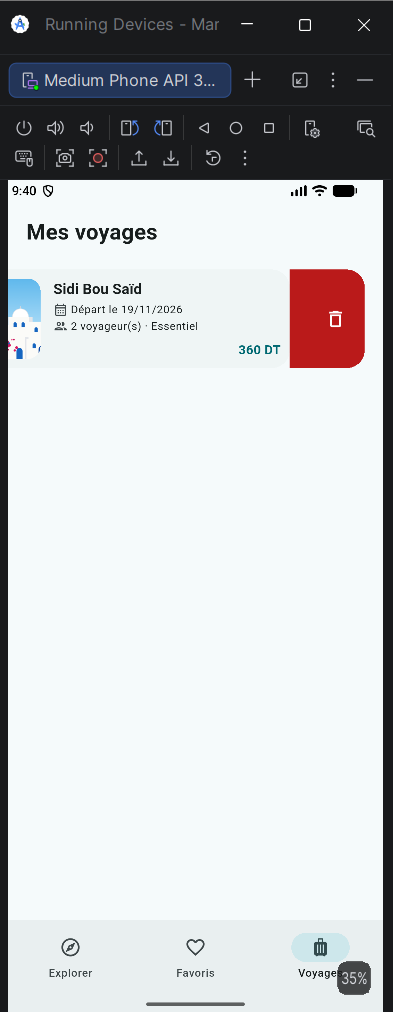 Running Devices - Mar
Medium Phone API 3...
9:40
Mes voyages
Sidi Bou Saïd
Départ le 19/11/2026
2 voyageur(s) · Essentiel
360 DT
Explorer
Favoris
Voyages
35%